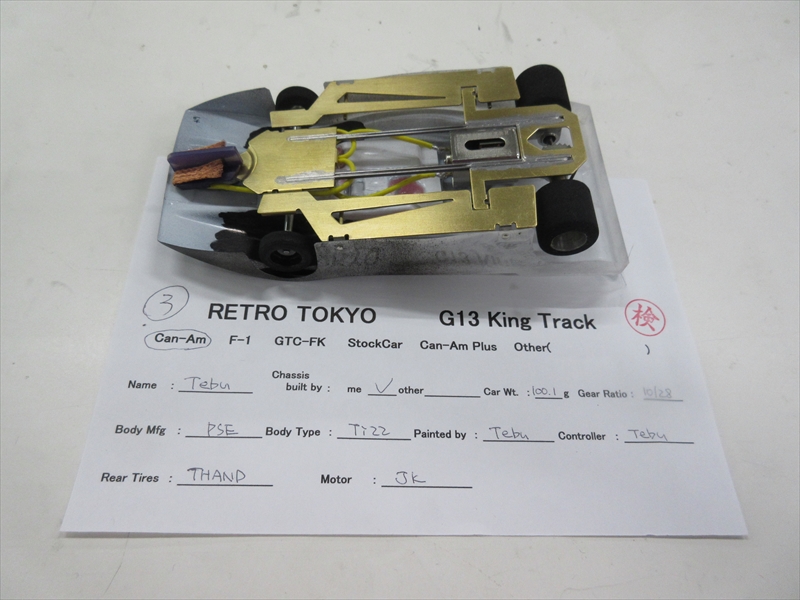 3 RETRO TOKYO G13 King Track 検
Can-Am F-1 GTC-FK StockCar Can-Am Plus Other( )
Name : Tebu Chassis built by : me ✓ other Car Wt. : 100.1 g Gear Ratio : 10/28
Body Mfg : PSE Body Type : Ti22 Painted by : Tebu Controller : Tebu
Rear Tires : THAND Motor : JK